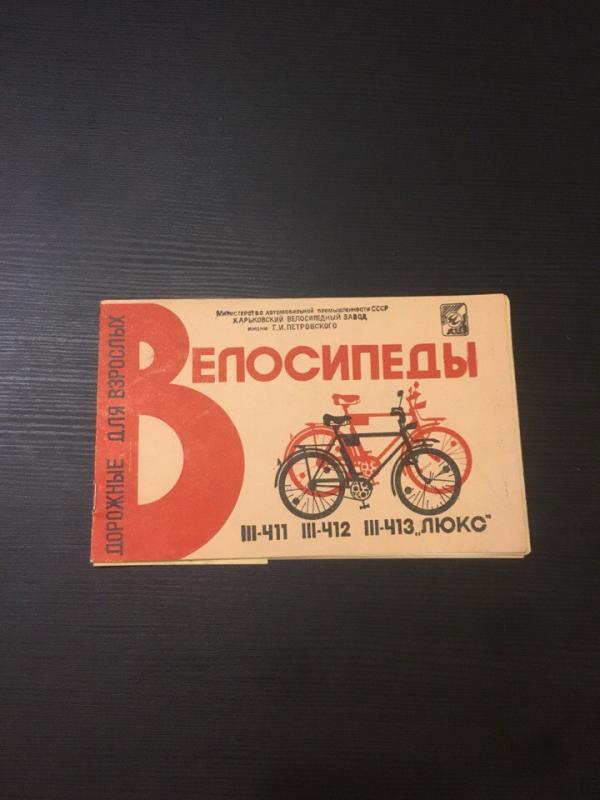 Министерство автомобильной промышленности СССР
ХАРЬКОВСКИЙ ВЕЛОСИПЕДНЫЙ ЗАВОД
имени Г.И.ПЕТРОВСКОГО
ВЕЛОСИПЕДЫ
ДОРОЖНЫЕ ДЛЯ ВЗРОСЛЫХ
III-411 III-412 III-413 „ЛЮКС"